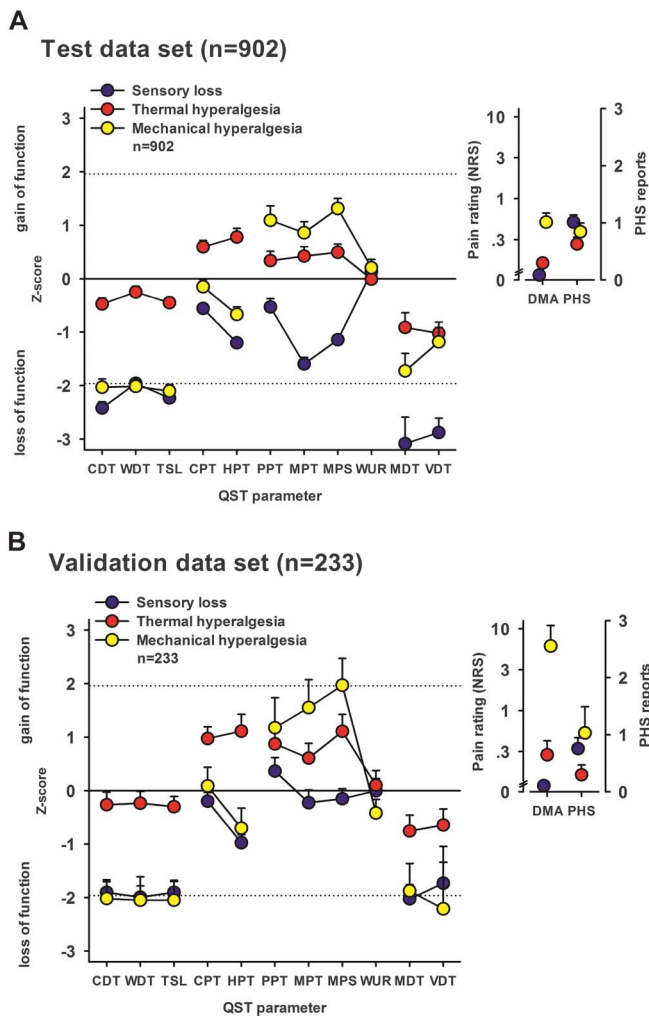 A
Test data set (n=902)
Sensory loss
Thermal hyperalgesia
Mechanical hyperalgesia
n=902
gain of function
Z-score
loss of function
3
2
1
0
-1
-2
-3
CDT WDT TSL CPT HPT PPT MPT MPS WUR MDT VDT
QST parameter
Pain rating (NRS)
10
3
1
.3
0
DMA PHS
3
2
1
0
PHS reports
B
Validation data set (n=233)
Sensory loss
Thermal hyperalgesia
Mechanical hyperalgesia
n=233
gain of function
Z-score
loss of function
3
2
1
0
-1
-2
-3
CDT WDT TSL CPT HPT PPT MPT MPS WUR MDT VDT
QST parameter
Pain rating (NRS)
10
3
1
.3
0
DMA PHS
3
2
1
0
PHS reports